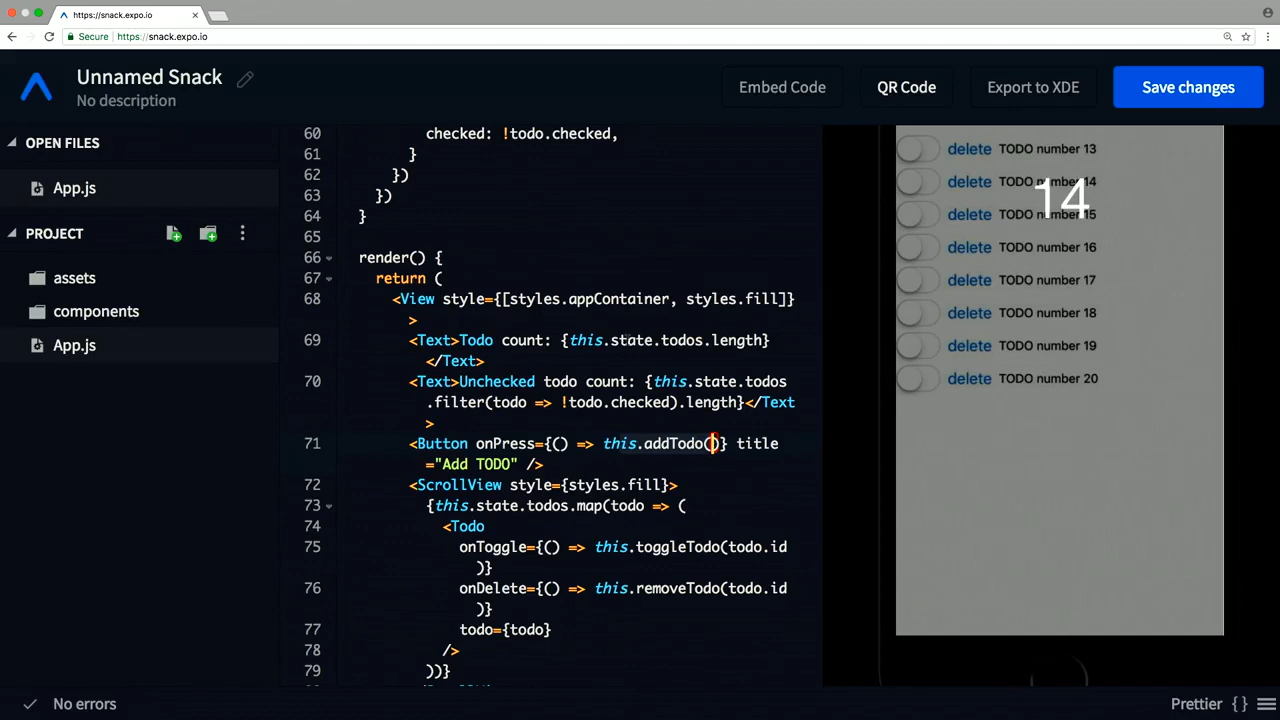 https://snack.expo.io
Secure
https://snack.expo.io
Unnamed Snack
No description
Embed Code
QR Code
Export to XDE
Save changes
OPEN FILES
App.js
PROJECT
assets
components
App.js
60 checked: !todo.checked,
61 }
62 })
63 })
64 }
65
66 render() {
67 return (
68 <View style={[styles.appContainer, styles.fill]}
>
69 <Text>Todo count: {this.state.todos.length}
</Text>
70 <Text>Unchecked todo count: {this.state.todos
.filter(todo => !todo.checked).length}</Text
>
71 <Button onPress={() => this.addTodo()} title
="Add TODO" />
72 <ScrollView style={styles.fill}>
73 {this.state.todos.map(todo => (
74 <Todo
75 onToggle={() => this.toggleTodo(todo.id
)}
76 onDelete={() => this.removeTodo(todo.id
)}
77 todo={todo}
78 />
79 ))}
delete TODO number 13
delete TODO number 14
14
delete TODO number 15
delete TODO number 16
delete TODO number 17
delete TODO number 18
delete TODO number 19
delete TODO number 20
No errors
Prettier {}